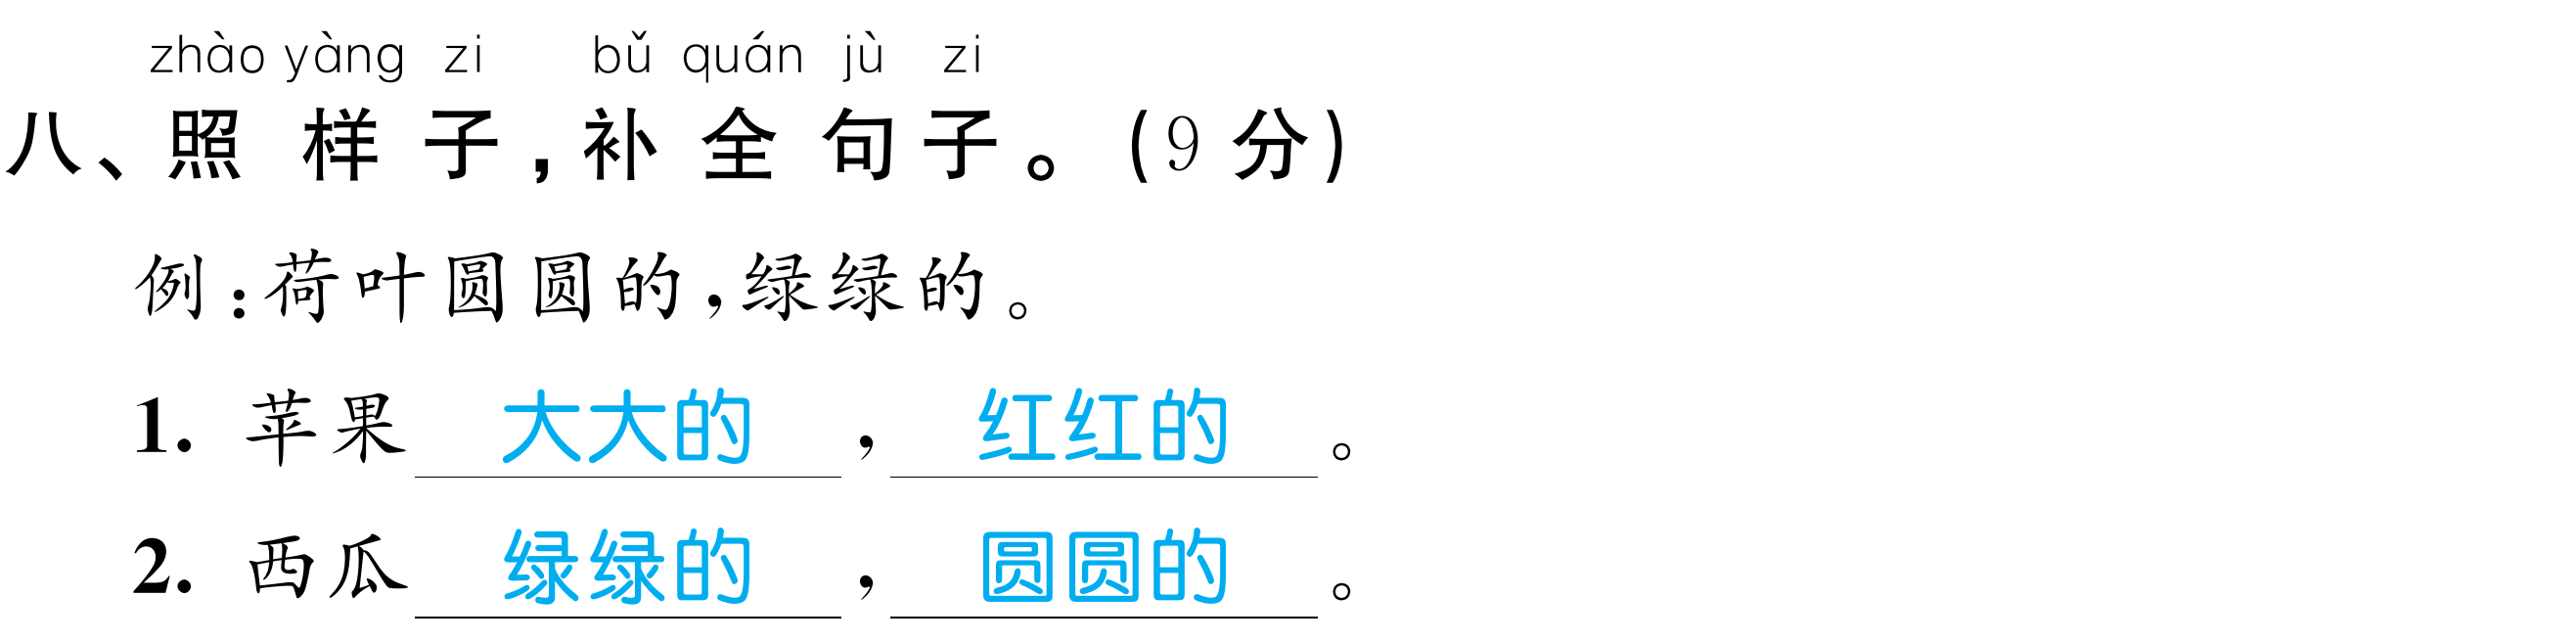 zhào yàng zi bǔ quán jù zi
八、照样子,补全句子。(9分)
例:荷叶圆圆的,绿绿的。
1. 苹果大大的,红红的。
2. 西瓜绿绿的,圆圆的。